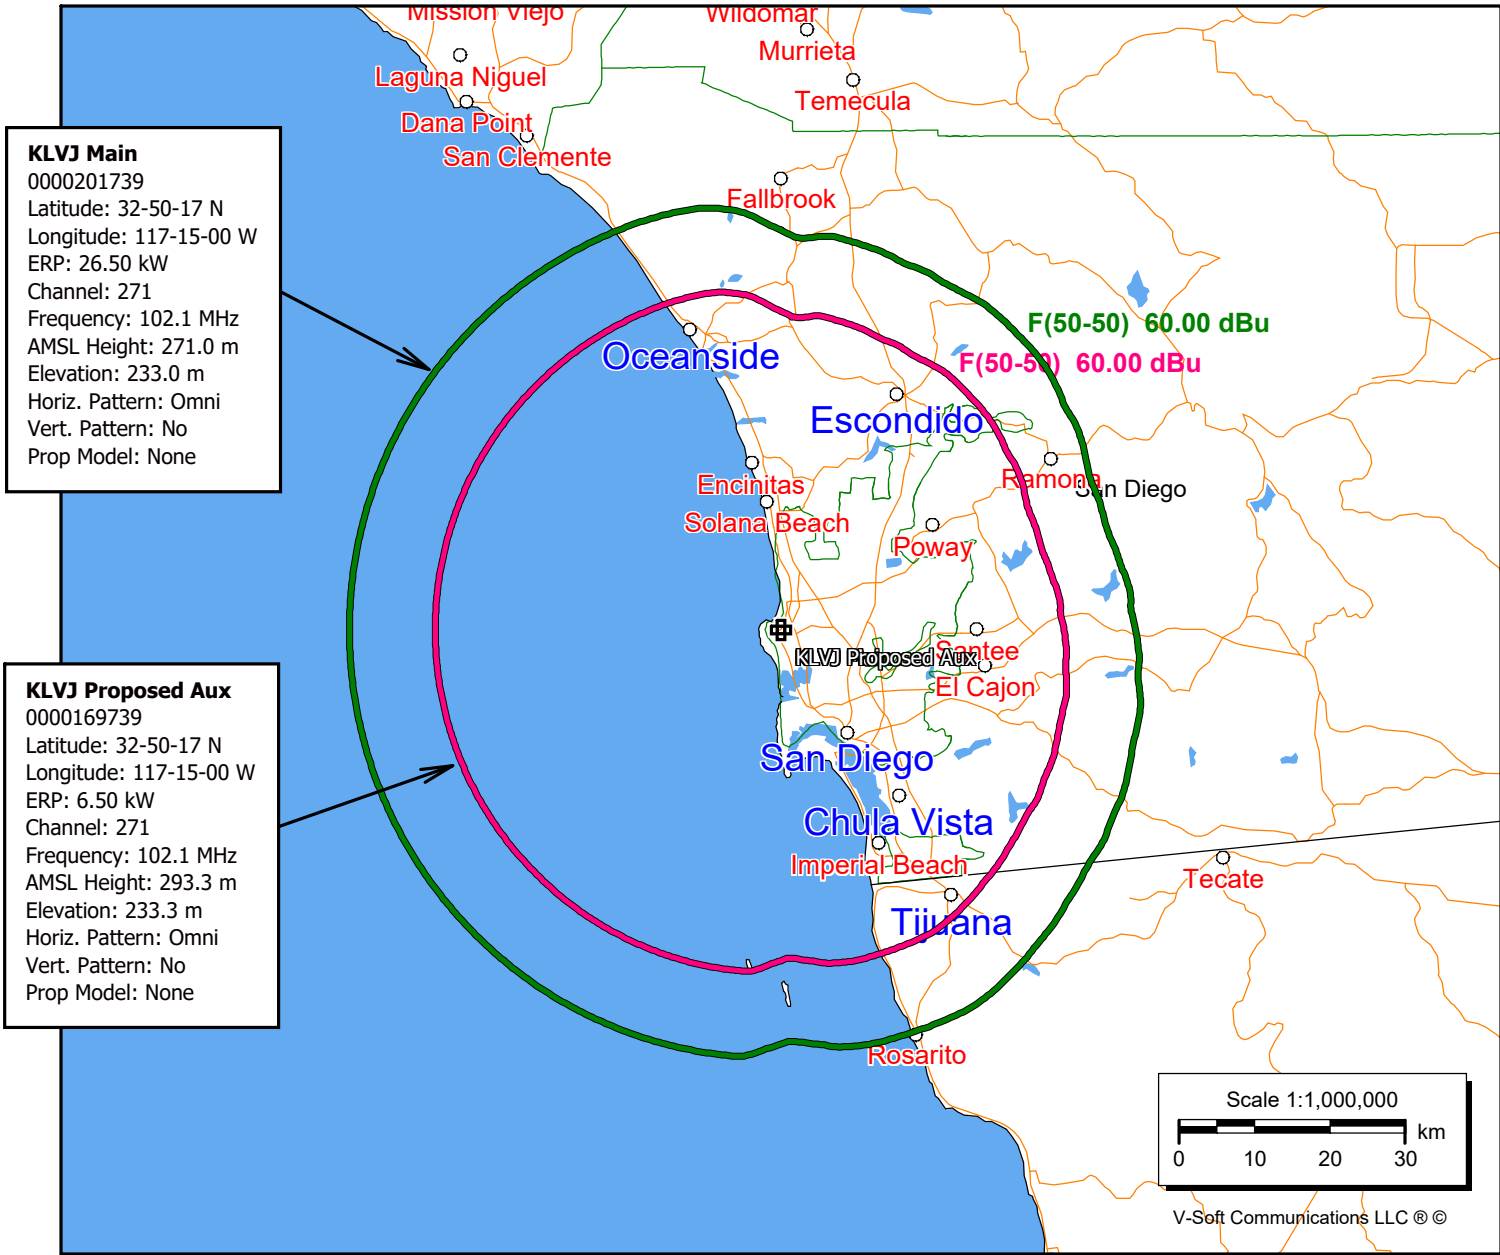 Mission Viejo
Wildomar
Murrieta
Laguna Niguel
Temecula
Dana Point
San Clemente
Fallbrook
KLVJ Main
0000201739
Latitude: 32-50-17 N
Longitude: 117-15-00 W
ERP: 26.50 kW
Channel: 271
Frequency: 102.1 MHz
AMSL Height: 271.0 m
Elevation: 233.0 m
Horiz. Pattern: Omni
Vert. Pattern: No
Prop Model: None
F(50-50) 60.00 dBu
F(50-50) 60.00 dBu
Oceanside
Escondido
Ramona
San Diego
Encinitas
Solana Beach
Poway
Santee
KLVJ Proposed Aux
El Cajon
San Diego
Chula Vista
Imperial Beach
Tecate
Tijuana
Rosarito
KLVJ Proposed Aux
0000169739
Latitude: 32-50-17 N
Longitude: 117-15-00 W
ERP: 6.50 kW
Channel: 271
Frequency: 102.1 MHz
AMSL Height: 293.3 m
Elevation: 233.3 m
Horiz. Pattern: Omni
Vert. Pattern: No
Prop Model: None
Scale 1:1,000,000
km
0 10 20 30
V-Soft Communications LLC ® ©